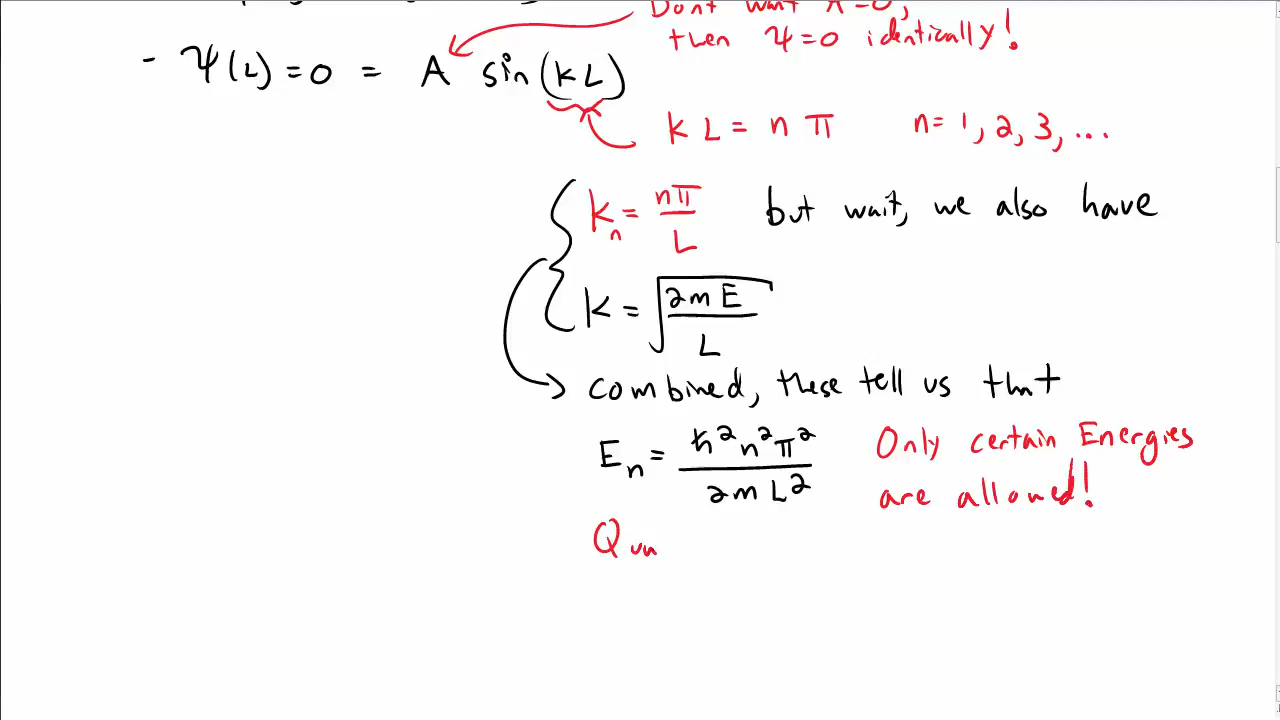 Dont want A=0,
then Ψ=0 identically!
- Ψ(L)=0 = A sin(kL)
kL = nπ n=1, 2, 3, ...
kₙ = nπ/L but wait, we also have
k = √(2mE/L)
combined, these tell us that
Eₙ = ħ²n²π²/2mL² Only certain Energies
are allowed!
Quan